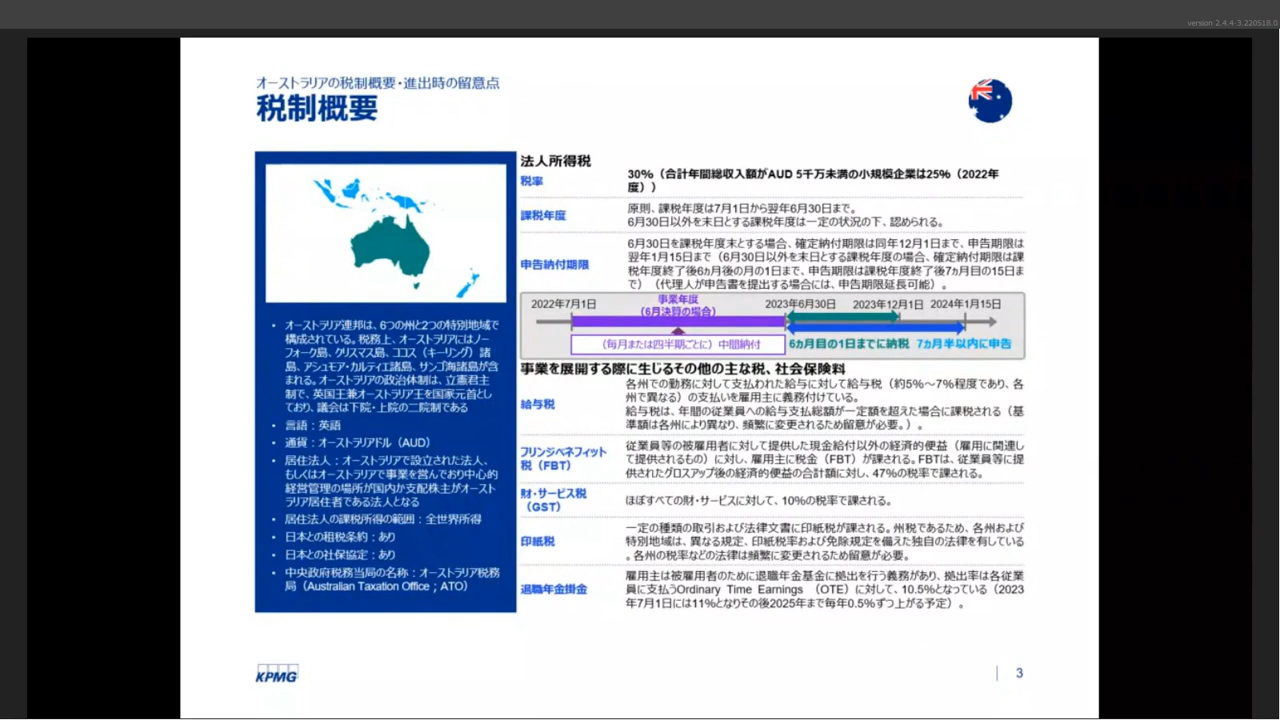 version 2.4.4-3.220518.0
オーストラリアの税制概要・進出時の留意点
税制概要
• オーストラリア連邦は、6つの州と2つの特別地域で
構成されている。税務上、オーストラリアにはノー
フォーク島、クリスマス島、ココス（キーリング）諸
島、アシュモア・カルティエ諸島、サンゴ海諸島が含
まれる。オーストラリアの政治体制は、立憲君主
制で、英国王兼オーストラリア王を国家元首とし
ており、議会は下院・上院の二院制である
• 言語：英語
• 通貨：オーストラリアドル（AUD）
• 居住法人：オーストラリアで設立された法人、
もしくはオーストラリアで事業を営んでおり中心的
経営管理の場所が国内か支配株主がオースト
ラリア居住者である法人となる
• 居住法人の課税所得の範囲：全世界所得
• 日本との租税条約：あり
• 日本との社保協定：あり
• 中央政府税務当局の名称：オーストラリア税務
局（Australian Taxation Office；ATO）
法人所得税
税率
30%（合計年間総収入額がAUD 5千万未満の小規模企業は25%（2022年
度））
課税年度
原則、課税年度は7月1日から翌年6月30日まで。
6月30日以外を末日とする課税年度は一定の状況の下、認められる。
申告納付期限
6月30日を課税年度末とする場合、確定納付期限は同年12月1日まで、申告期限は
翌年1月15日まで（6月30日以外を末日とする課税年度の場合、確定納付期限は課
税年度終了後6ヵ月後の月の1日まで、申告期限は課税年度終了後7ヵ月目の15日ま
で）（代理人が申告書を提出する場合には、申告期限延長可能）。
2022年7月1日
事業年度
（6月決算の場合）
2023年6月30日
2023年12月1日
2024年1月15日
（毎月または四半期ごとに）中間納付
6ヵ月目の1日までに納税
7ヵ月半以内に申告
事業を展開する際に生じるその他の主な税、社会保険料
給与税
各州での勤務に対して支払われた給与に対して給与税（約5%～7%程度であり、各
州で異なる）の支払いを雇用主に義務付けている。
給与税は、年間の従業員への給与支払総額が一定額を超えた場合に課税される（基
準額は各州により異なり、頻繁に変更されるため留意が必要。）。
フリンジベネフィット
税（FBT）
従業員等の被雇用者に対して提供した現金給付以外の経済的便益（雇用に関連し
て提供されるもの）に対し、雇用主に税金（FBT）が課される。FBTは、従業員等に提
供されたグロスアップ後の経済的便益の合計額に対し、47%の税率で課される。
財・サービス税
（GST）
ほぼすべての財・サービスに対して、10%の税率で課される。
印紙税
一定の種類の取引および法律文書に印紙税が課される。州税であるため、各州および
特別地域は、異なる規定、印紙税率および免除規定を備えた独自の法律を有している
。各州の税率などの法律は頻繁に変更されるため留意が必要。
退職年金掛金
雇用主は被雇用者のために退職年金基金に拠出を行う義務があり、拠出率は各従業
員に支払うOrdinary Time Earnings （OTE）に対して、10.5%となっている（2023
年7月1日には11%となりその後2025年まで毎年0.5%ずつ上がる予定）。
KPMG
3